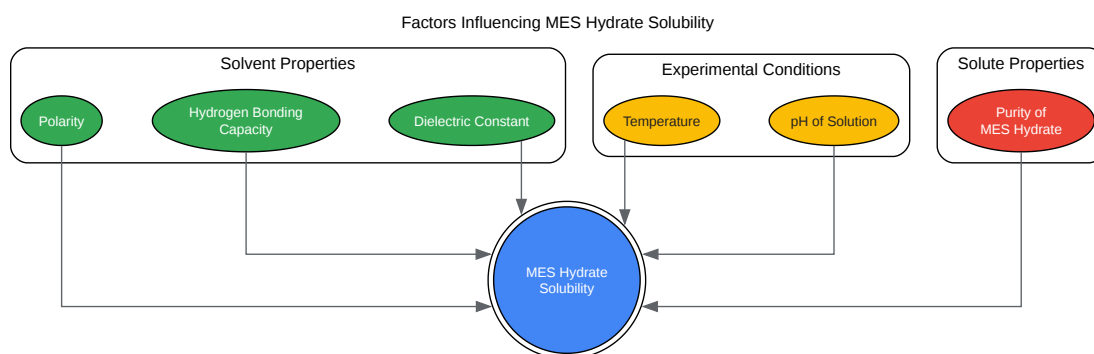 Factors Influencing MES Hydrate Solubility
Solvent Properties
Experimental Conditions
Solute Properties
Polarity
Hydrogen Bonding
Capacity
Dielectric Constant
Temperature
pH of Solution
Purity of
MES Hydrate
MES Hydrate
Solubility